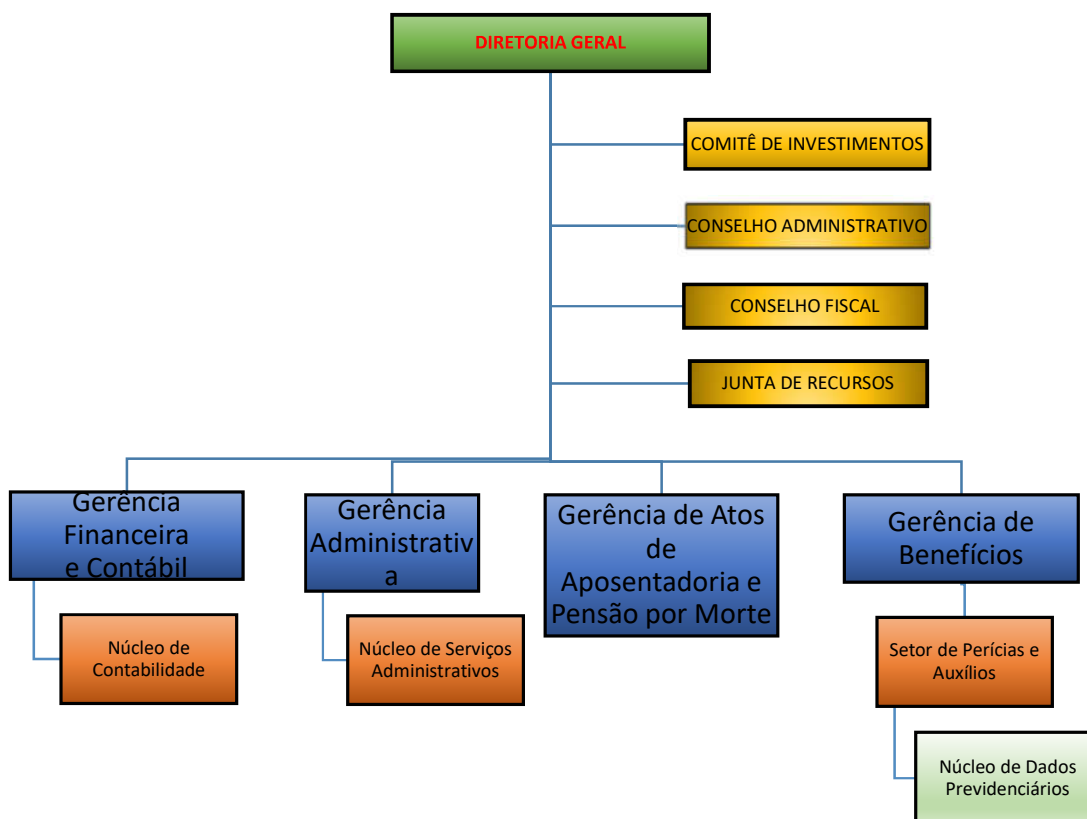 DIRETORIA GERAL
COMITÊ DE INVESTIMENTOS
CONSELHO ADMINISTRATIVO
CONSELHO FISCAL
JUNTA DE RECURSOS
Gerência
Financeira
e Contábil
Gerência
Administrativ
a
Gerência de Atos
de
Aposentadoria e
Pensão por Morte
Gerência de
Benefícios
Núcleo de
Contabilidade
Núcleo de Serviços
Administrativos
Setor de Perícias e
Auxílios
Núcleo de Dados
Previdenciários